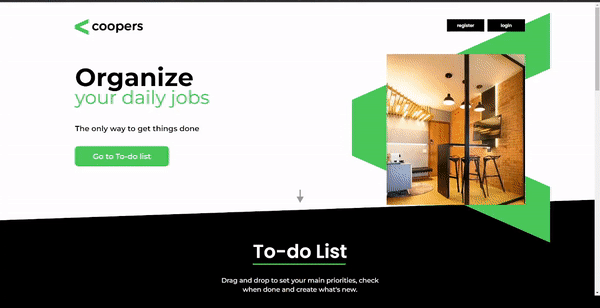 coopers
register
login
Organize
your daily jobs
The only way to get things done
Go to To-do list
To-do List
Drag and drop to set your main priorities, check
when done and create what's new.